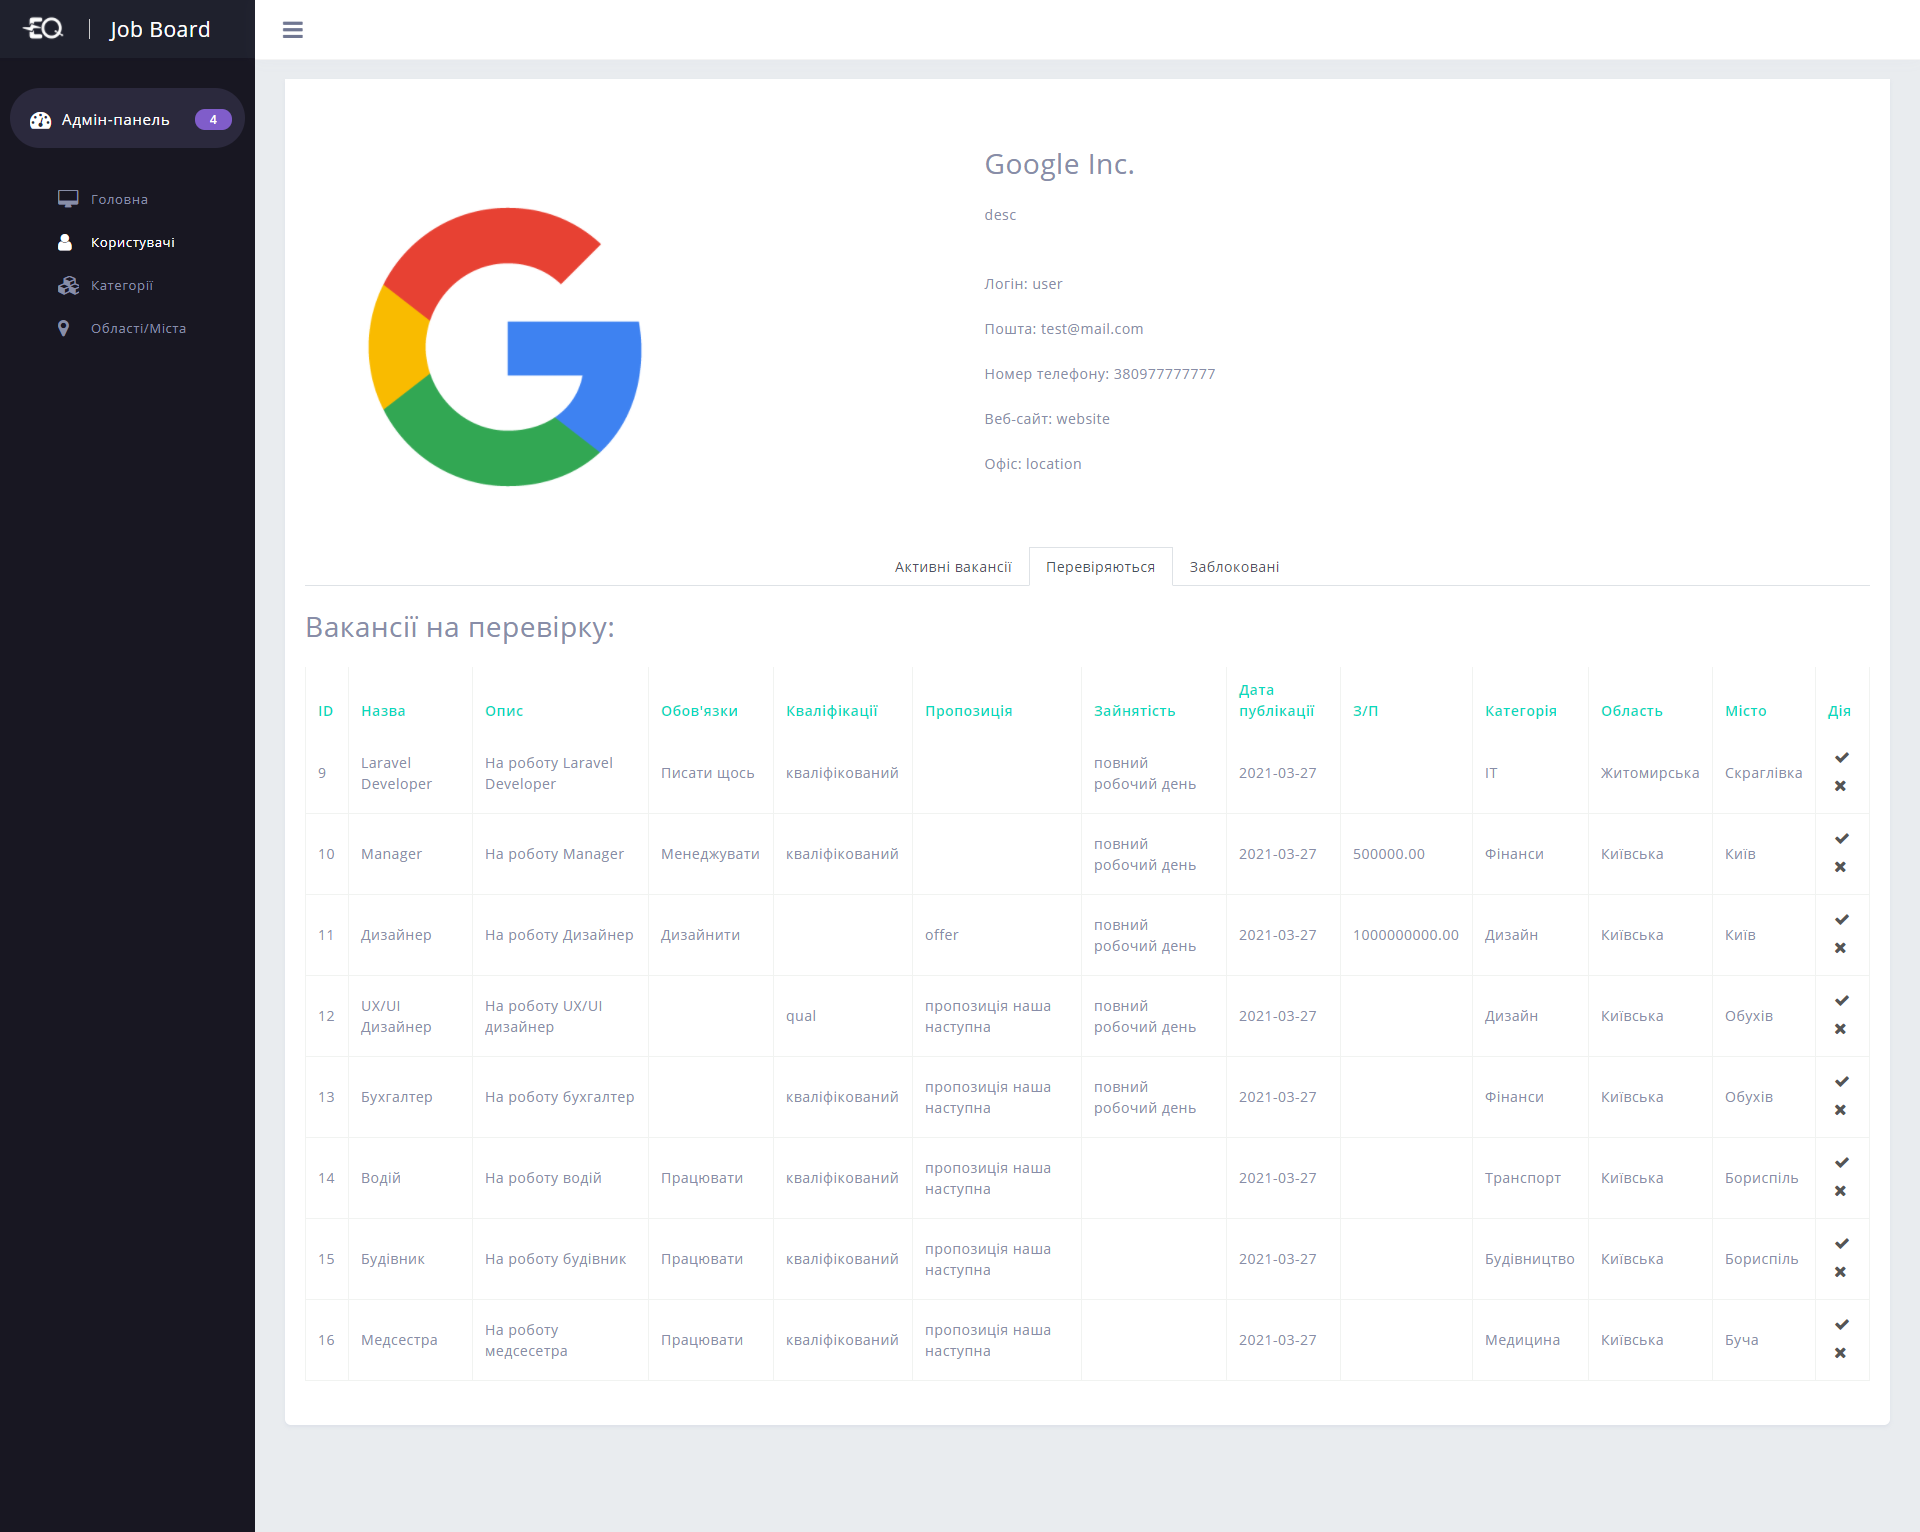 EQ | Job Board
Адмін-панель 4
Головна
Користувачі
Категорії
Області/Міста
Google Inc.
desc
Логін: user
Пошта: test@mail.com
Номер телефону: 380977777777
Веб-сайт: website
Офіс: location
Активні вакансії Перевіряються Заблоковані
Вакансії на перевірку:
ID Назва Опис Обов'язки Кваліфікації Пропозиція Зайнятість Дата публікації З/П Категорія Область Місто Дія
9 Laravel Developer На роботу Laravel Developer Писати щось кваліфікований повний робочий день 2021-03-27 IT Житомирська Скраглівка
10 Manager На роботу Manager Менеджувати кваліфікований повний робочий день 2021-03-27 500000.00 Фінанси Київська Київ
11 Дизайнер На роботу Дизайнер Дизайнити offer повний робочий день 2021-03-27 1000000000.00 Дизайн Київська Київ
12 UX/UI Дизайнер На роботу UX/UI дизайнер qual пропозиція наша наступна повний робочий день 2021-03-27 Дизайн Київська Обухів
13 Бухгалтер На роботу бухгалтер кваліфікований пропозиція наша наступна повний робочий день 2021-03-27 Фінанси Київська Обухів
14 Водій На роботу водій Працювати кваліфікований пропозиція наша наступна 2021-03-27 Транспорт Київська Бориспіль
15 Будівник На роботу будівник Працювати кваліфікований пропозиція наша наступна 2021-03-27 Будівництво Київська Бориспіль
16 Медсестра На роботу медсесетра Працювати кваліфікований пропозиція наша наступна 2021-03-27 Медицина Київська Буча